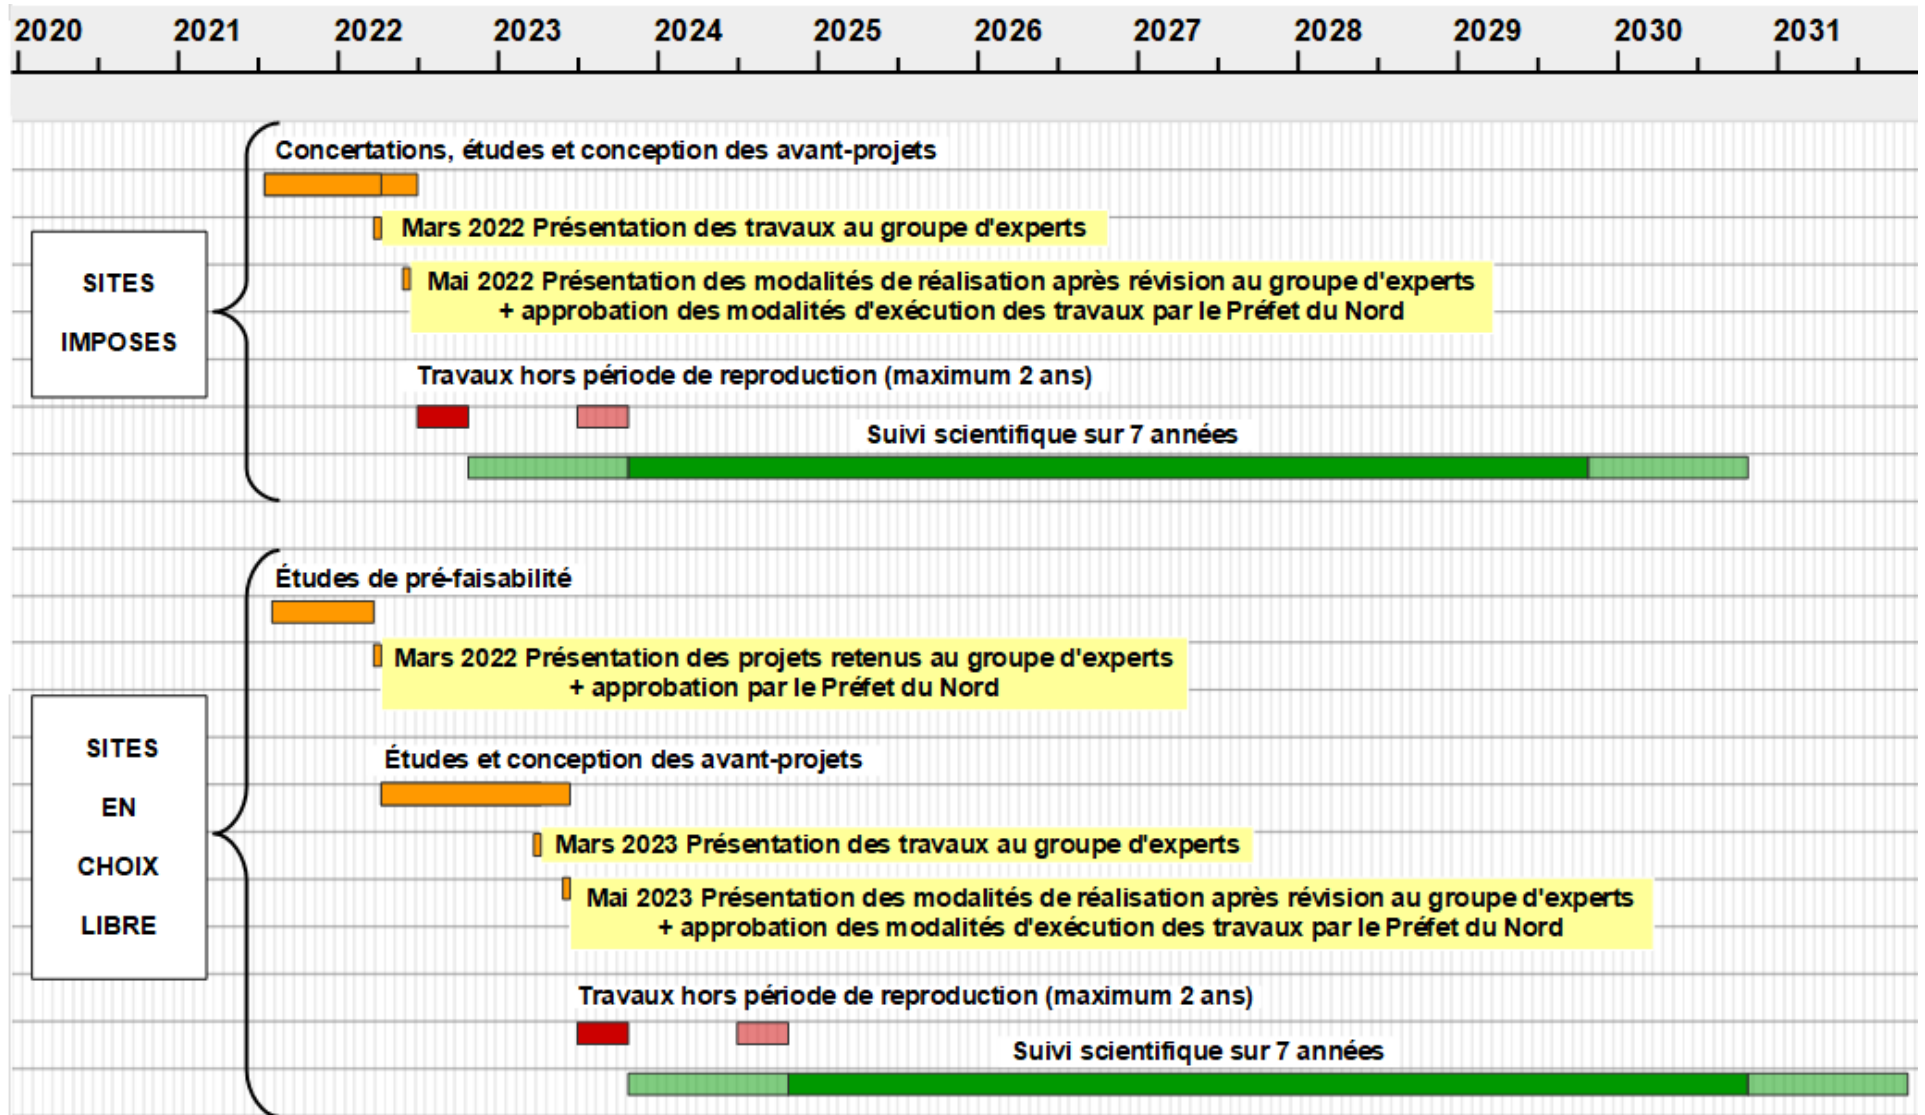 2020 2021 2022 2023 2024 2025 2026 2027 2028 2029 2030 2031
Concertations, études et conception des avant-projets
Mars 2022 Présentation des travaux au groupe d'experts
SITES
IMPOSES
Mai 2022 Présentation des modalités de réalisation après révision au groupe d'experts
+ approbation des modalités d'exécution des travaux par le Préfet du Nord
Travaux hors période de reproduction (maximum 2 ans)
Suivi scientifique sur 7 années
Études de pré-faisabilité
Mars 2022 Présentation des projets retenus au groupe d'experts
+ approbation par le Préfet du Nord
SITES
EN
CHOIX
LIBRE
Études et conception des avant-projets
Mars 2023 Présentation des travaux au groupe d'experts
Mai 2023 Présentation des modalités de réalisation après révision au groupe d'experts
+ approbation des modalités d'exécution des travaux par le Préfet du Nord
Travaux hors période de reproduction (maximum 2 ans)
Suivi scientifique sur 7 années